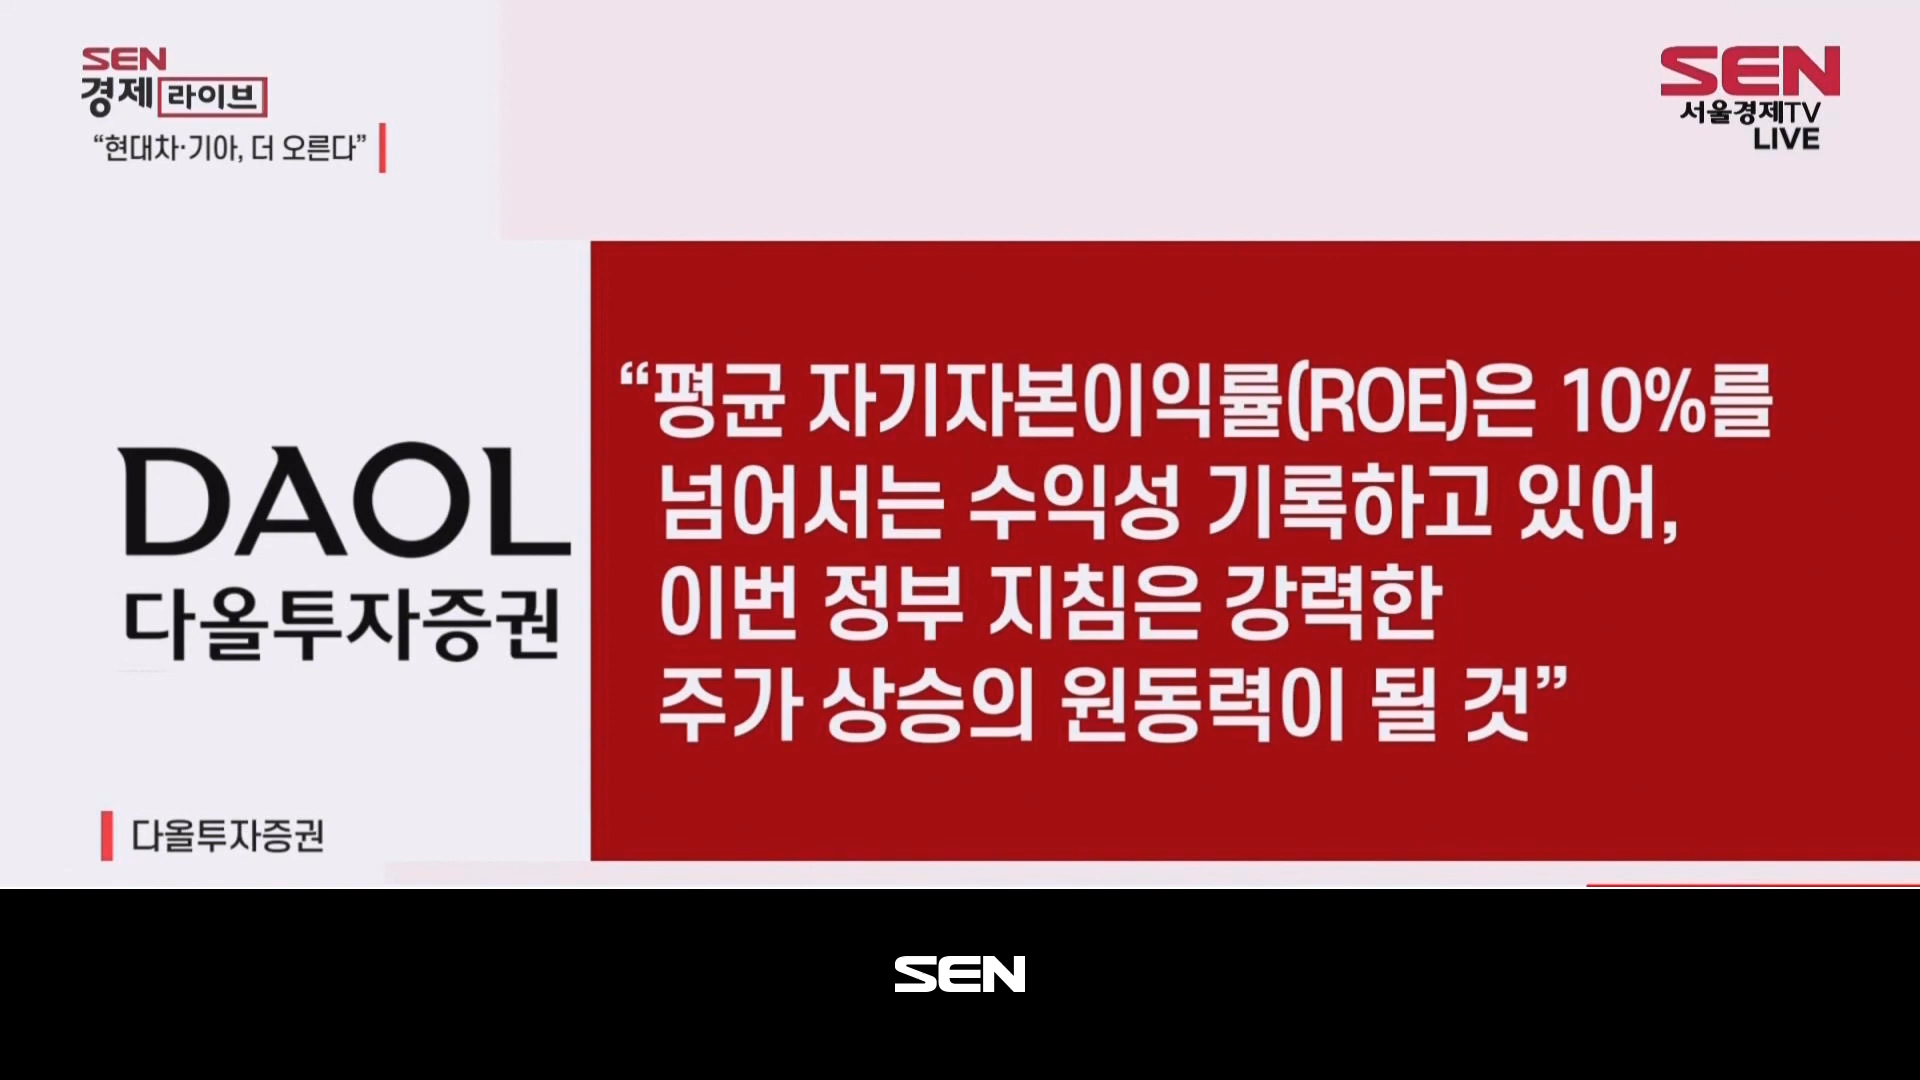 SEN
경제 라이브
“현대차·기아, 더 오른다”
SEN
서울경제TV
LIVE
DAOL
다올투자증권
“평균 자기자본이익률(ROE)은 10%를
넘어서는 수익성 기록하고 있어,
이번 정부 지침은 강력한
주가 상승의 원동력이 될 것”
다올투자증권
SEN